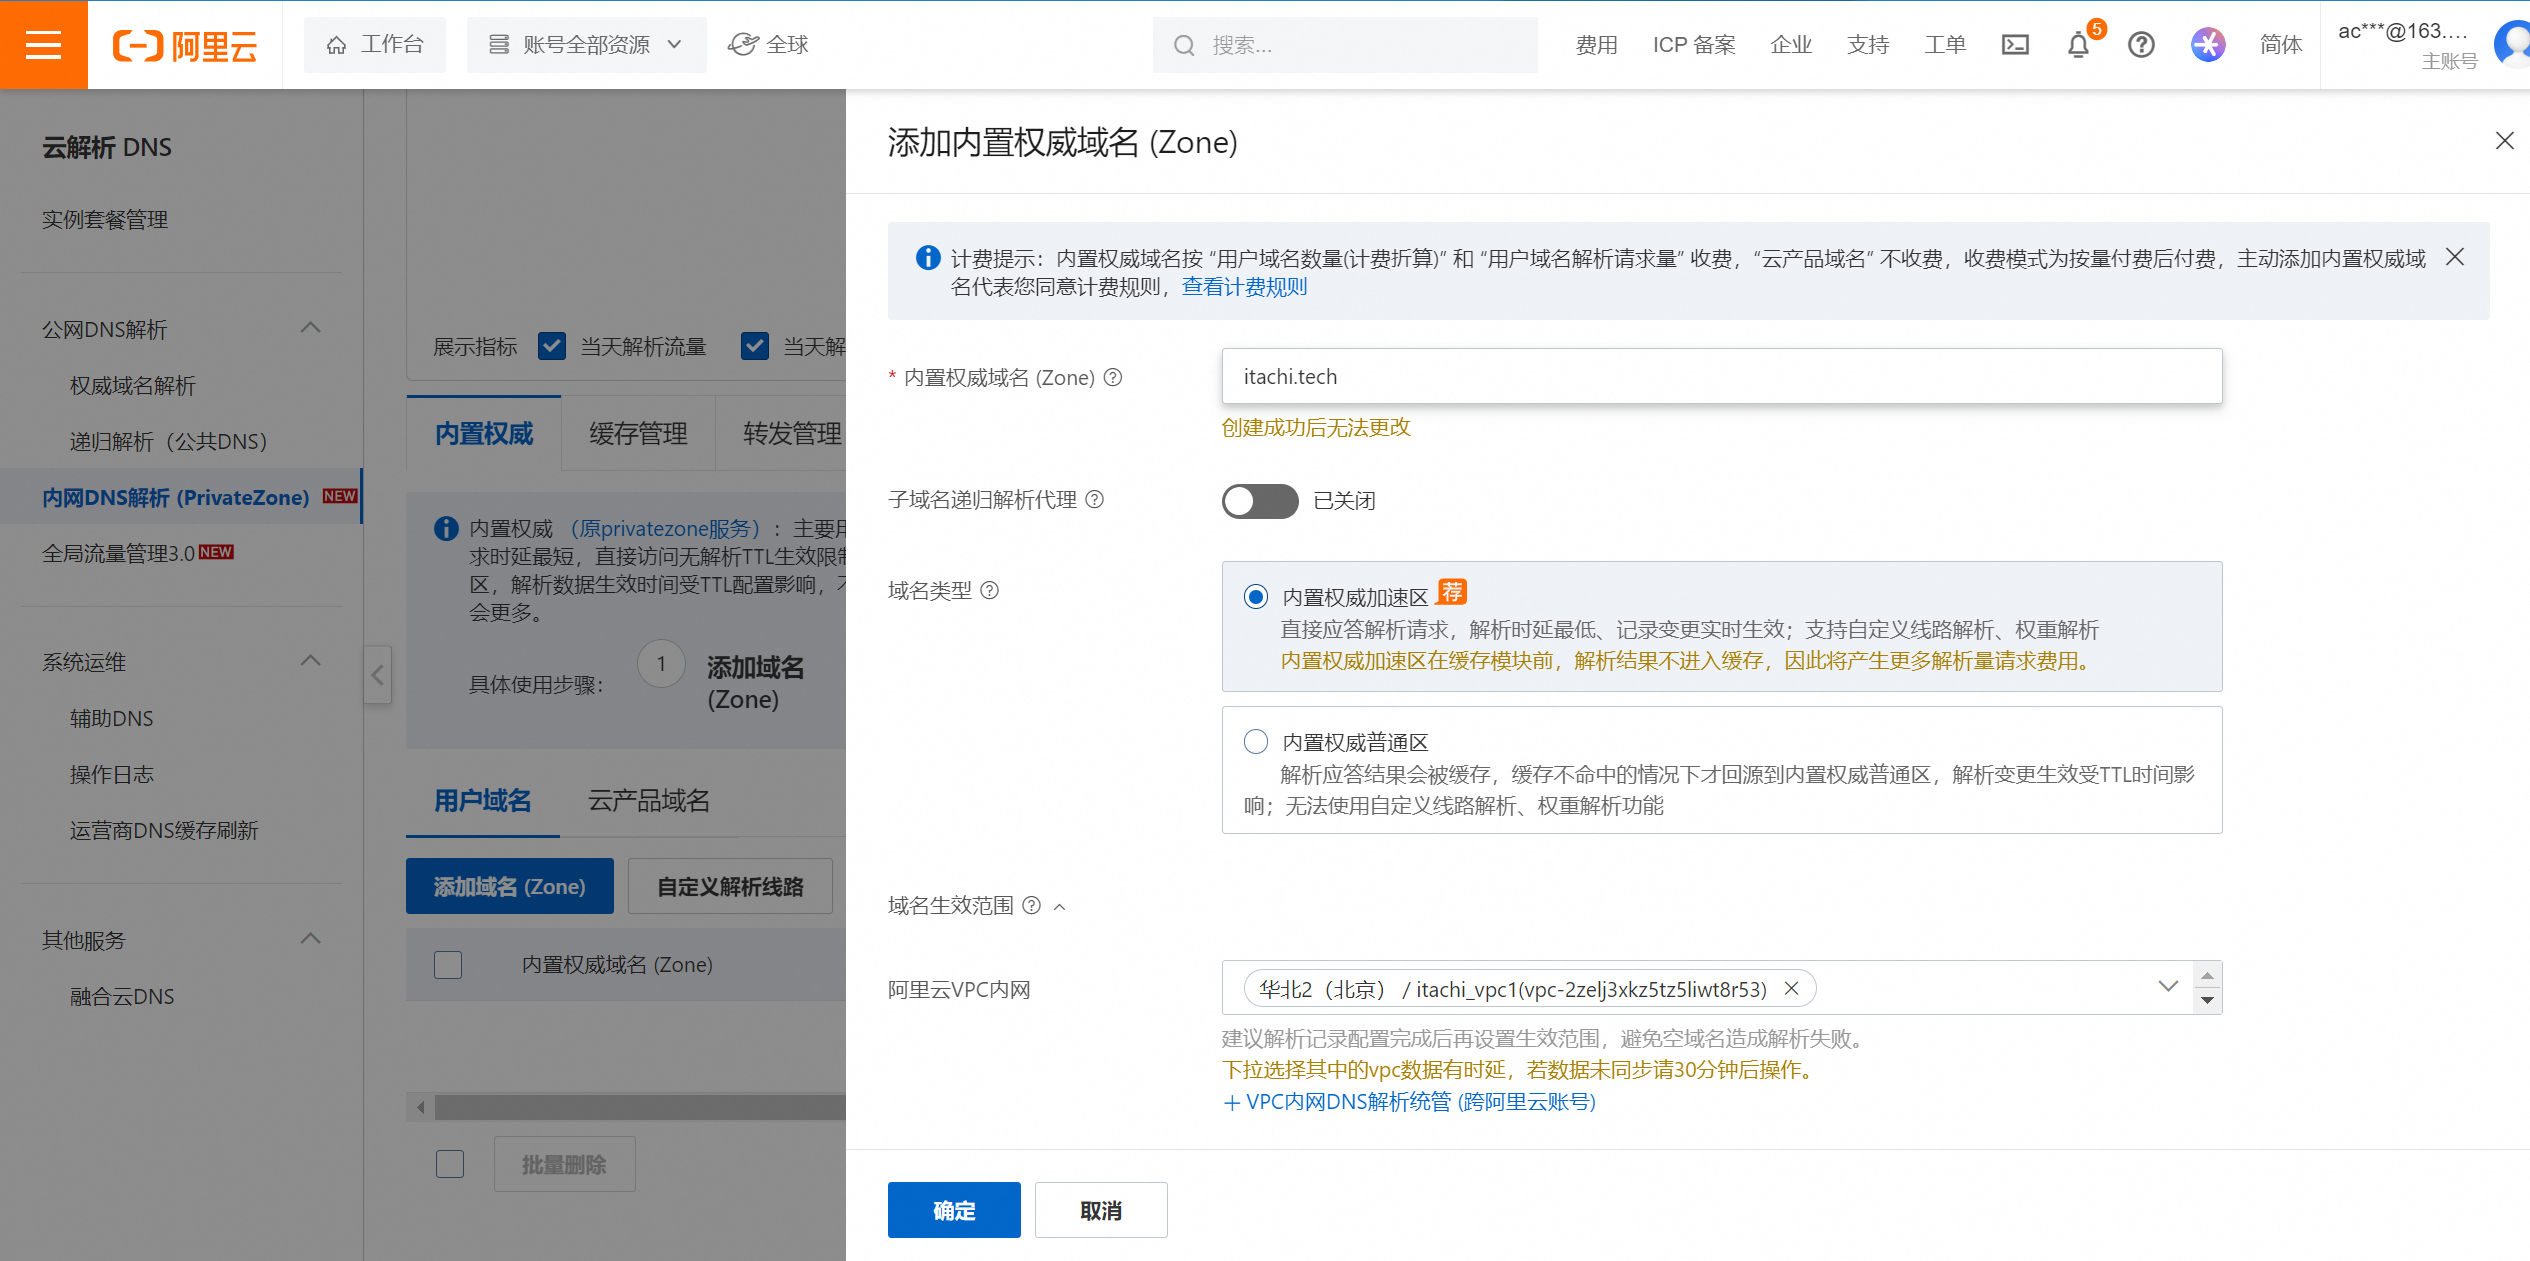 阿里云
工作台
账号全部资源
全球
搜索...
费用
ICP 备案
企业
支持
工单
5
简体
ac***@163....
主账号
云解析 DNS
实例套餐管理
公网DNS解析
权威域名解析
递归解析（公共DNS）
内网DNS解析 (PrivateZone) NEW
全局流量管理3.0 NEW
系统运维
辅助DNS
操作日志
运营商DNS缓存刷新
其他服务
融合云DNS
展示指标 当天解析流量 当天解
内置权威 缓存管理 转发管理
内置权威 （原privatezone服务）：主要用
求时延最短，直接访问无解析TTL生效限制
区，解析数据生效时间受TTL配置影响，不
会更多。
具体使用步骤：
1
添加域名
(Zone)
用户域名 云产品域名
添加域名 (Zone) 自定义解析线路
内置权威域名 (Zone)
批量删除
添加内置权威域名 (Zone)
计费提示：内置权威域名按 “用户域名数量(计费折算)” 和 “用户域名解析请求量” 收费，“云产品域名” 不收费，收费模式为按量付费后付费，主动添加内置权威域
名代表您同意计费规则，查看计费规则
* 内置权威域名 (Zone) itachi.tech
创建成功后无法更改
子域名递归解析代理 已关闭
域名类型
内置权威加速区 荐
直接应答解析请求，解析时延最低、记录变更实时生效；支持自定义线路解析、权重解析
内置权威加速区在缓存模块前，解析结果不进入缓存，因此将产生更多解析量请求费用。
内置权威普通区
解析应答结果会被缓存，缓存不命中的情况下才回源到内置权威普通区，解析变更生效受TTL时间影
响；无法使用自定义线路解析、权重解析功能
域名生效范围
阿里云VPC内网 华北2（北京） / itachi_vpc1(vpc-2zelj3xkz5tz5liwt8r53)
建议解析记录配置完成后再设置生效范围，避免空域名造成解析失败。
下拉选择其中的vpc数据有时延，若数据未同步请30分钟后操作。
+ VPC内网DNS解析统管 (跨阿里云账号)
确定 取消